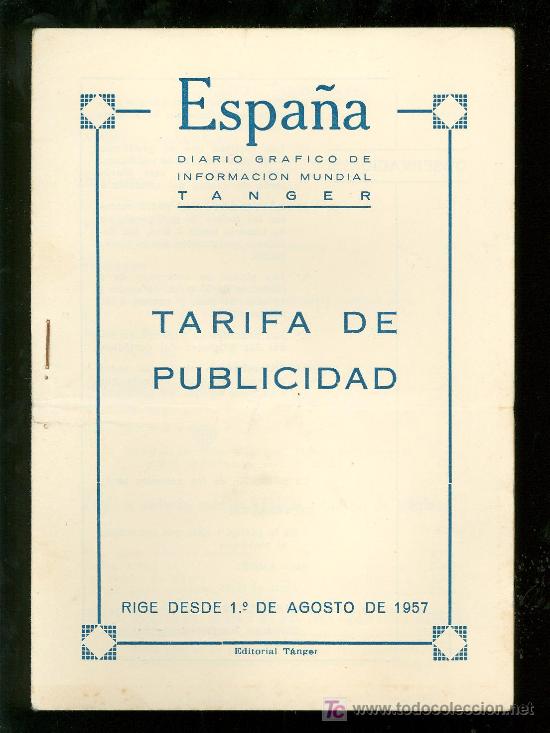 España
DIARIO GRAFICO DE
INFORMACION MUNDIAL
TANGER
TARIFA DE
PUBLICIDAD
RIGE DESDE 1.º DE AGOSTO DE 1957
Editorial Tánger
Tc todocoleccion.net